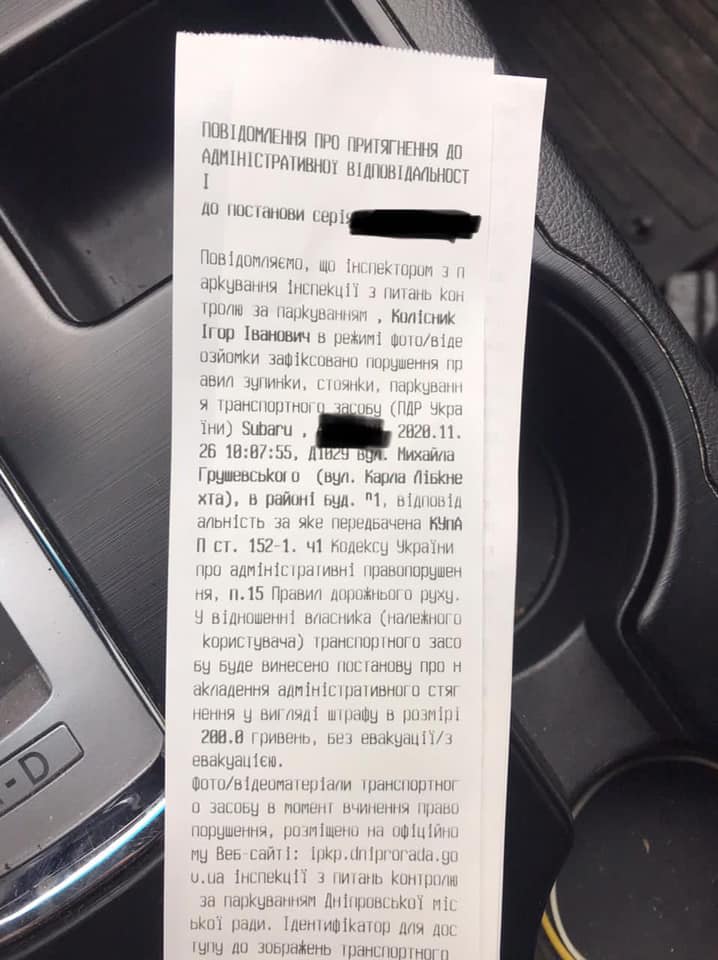 ПОВІДОМЛЕННЯ ПРО ПРИТЯГНЕННЯ ДО
АДМІНІСТРАТИВНОЇ ВІДПОВІДАЛЬНОСТ
І
до постанови серія
Повідомляємо, що інспектором з п
аркування інспекції з питань кон
тролю за паркуванням , Колісник
Ігор Іванович в режимі фото/віде
озйомки зафіксовано порушення пр
авил зупинки, стоянки, паркуванн
я транспортного засобу (ПДР Укра
їни) Subaru , 2020.11.
26 10:07:55, Д1029 вул. Михайла
Грушевського (вул. Карла Лібкне
хта), в районі буд. п1, відповід
альність за яке передбачена КУпА
П ст. 152-1. ч1 Кодексу України
про адміністративні правопорушен
ня, п.15 Правил дорожнього руху.
У відношенні власника (належного
користувача) транспортного засо
бу буде винесено постанову про н
акладення адміністративного стяг
нення у вигляді штрафу в розмірі
200.0 гривень, без евакуації/з
евакуацією.
Фото/відеоматеріали транспортног
о засобу в момент вчинення право
порушення, розміщено на офіційно
му Веб-сайті: ipkp.dniprorada.go
v.ua інспекції з питань контролю
за паркуванням Дніпровської міс
ької ради. Ідентифікатор для дос
тупу до зображень транспортного
-D